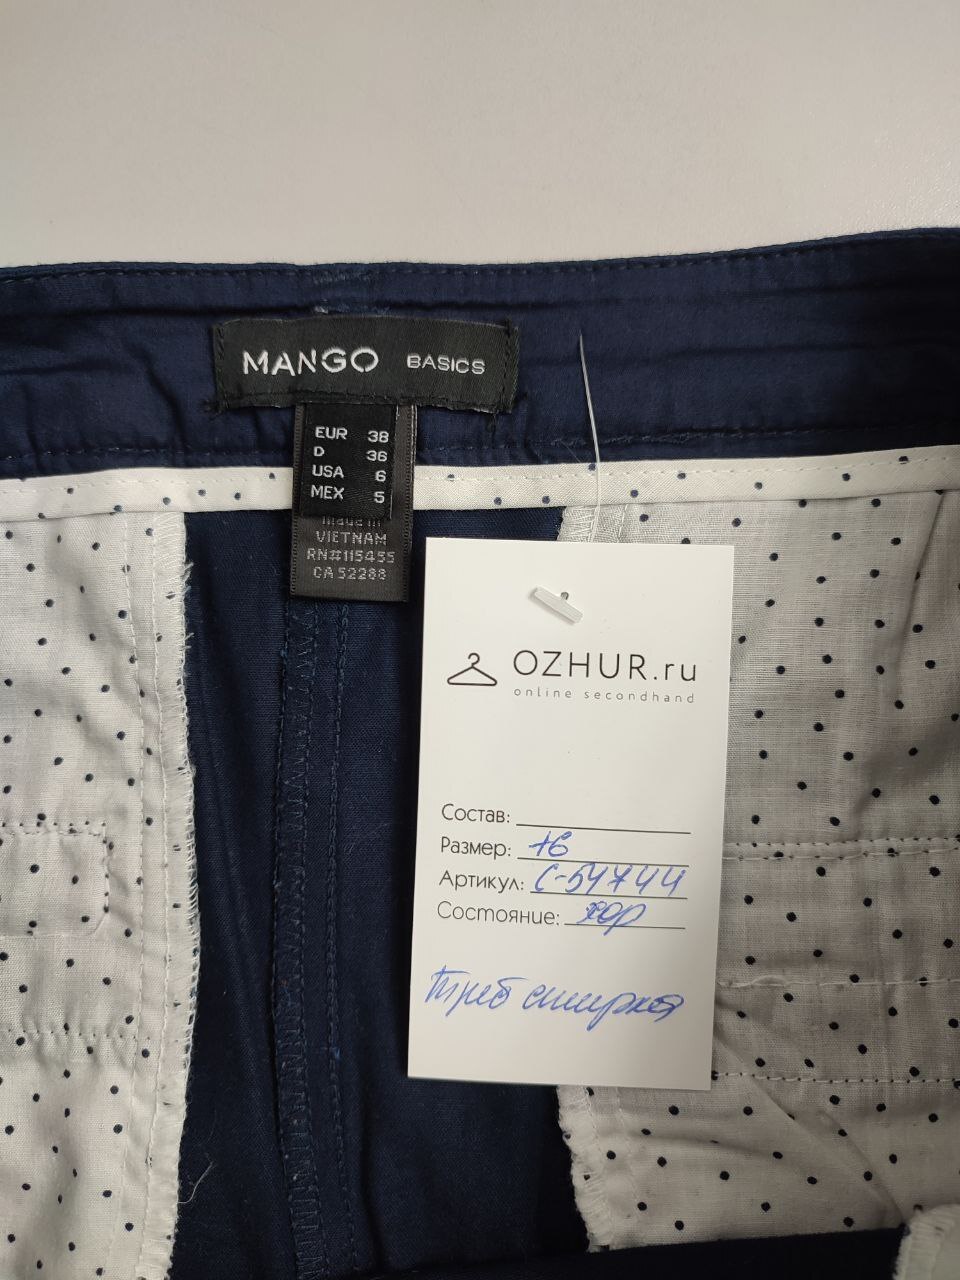 MANGO BASICS
EUR 38
D 36
USA 6
MEX 5
made in
VIETNAM
RN#115455
CA 52288
OZHUR.ru
online secondhand
Состав:
Размер: 46
Артикул: С-54744
Состояние: хор
треб стирка